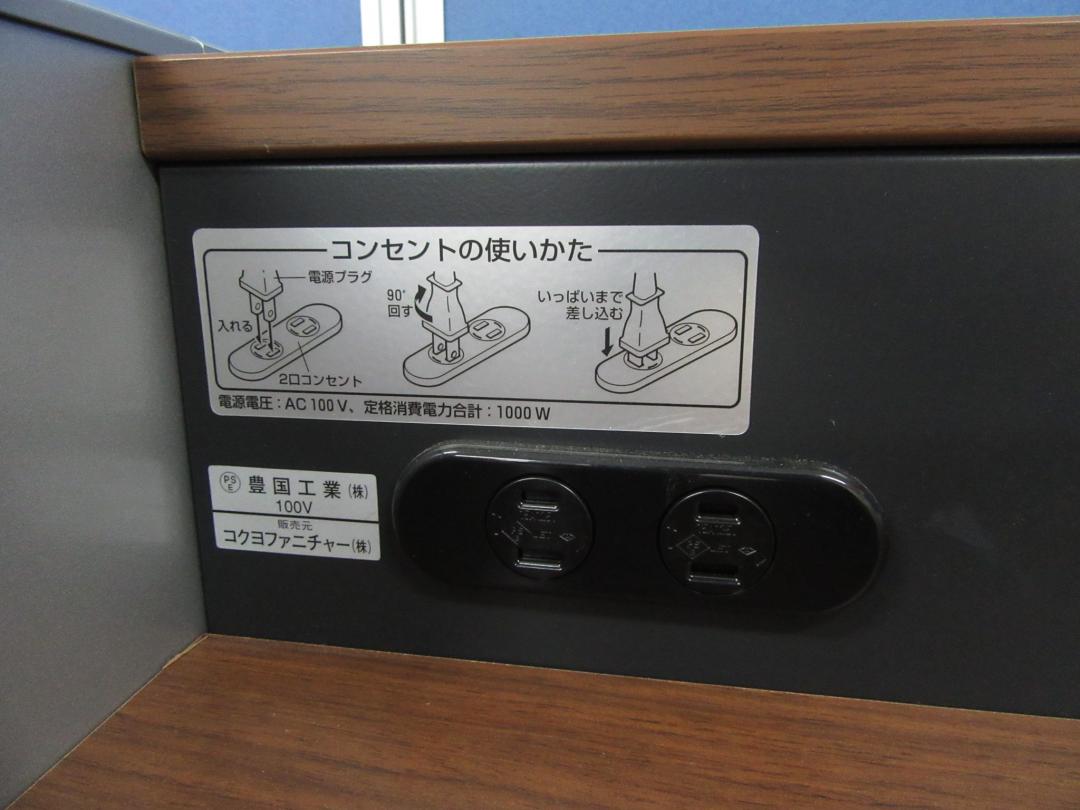 コンセントの使いかた
電源プラグ
入れる
2口コンセント
90°
回す
いっぱいまで
差し込む
電源電圧：AC 100 V、定格消費電力合計：1000 W
PS
E
豊国工業(株)
100V
販売元
コクヨファニチャー(株)